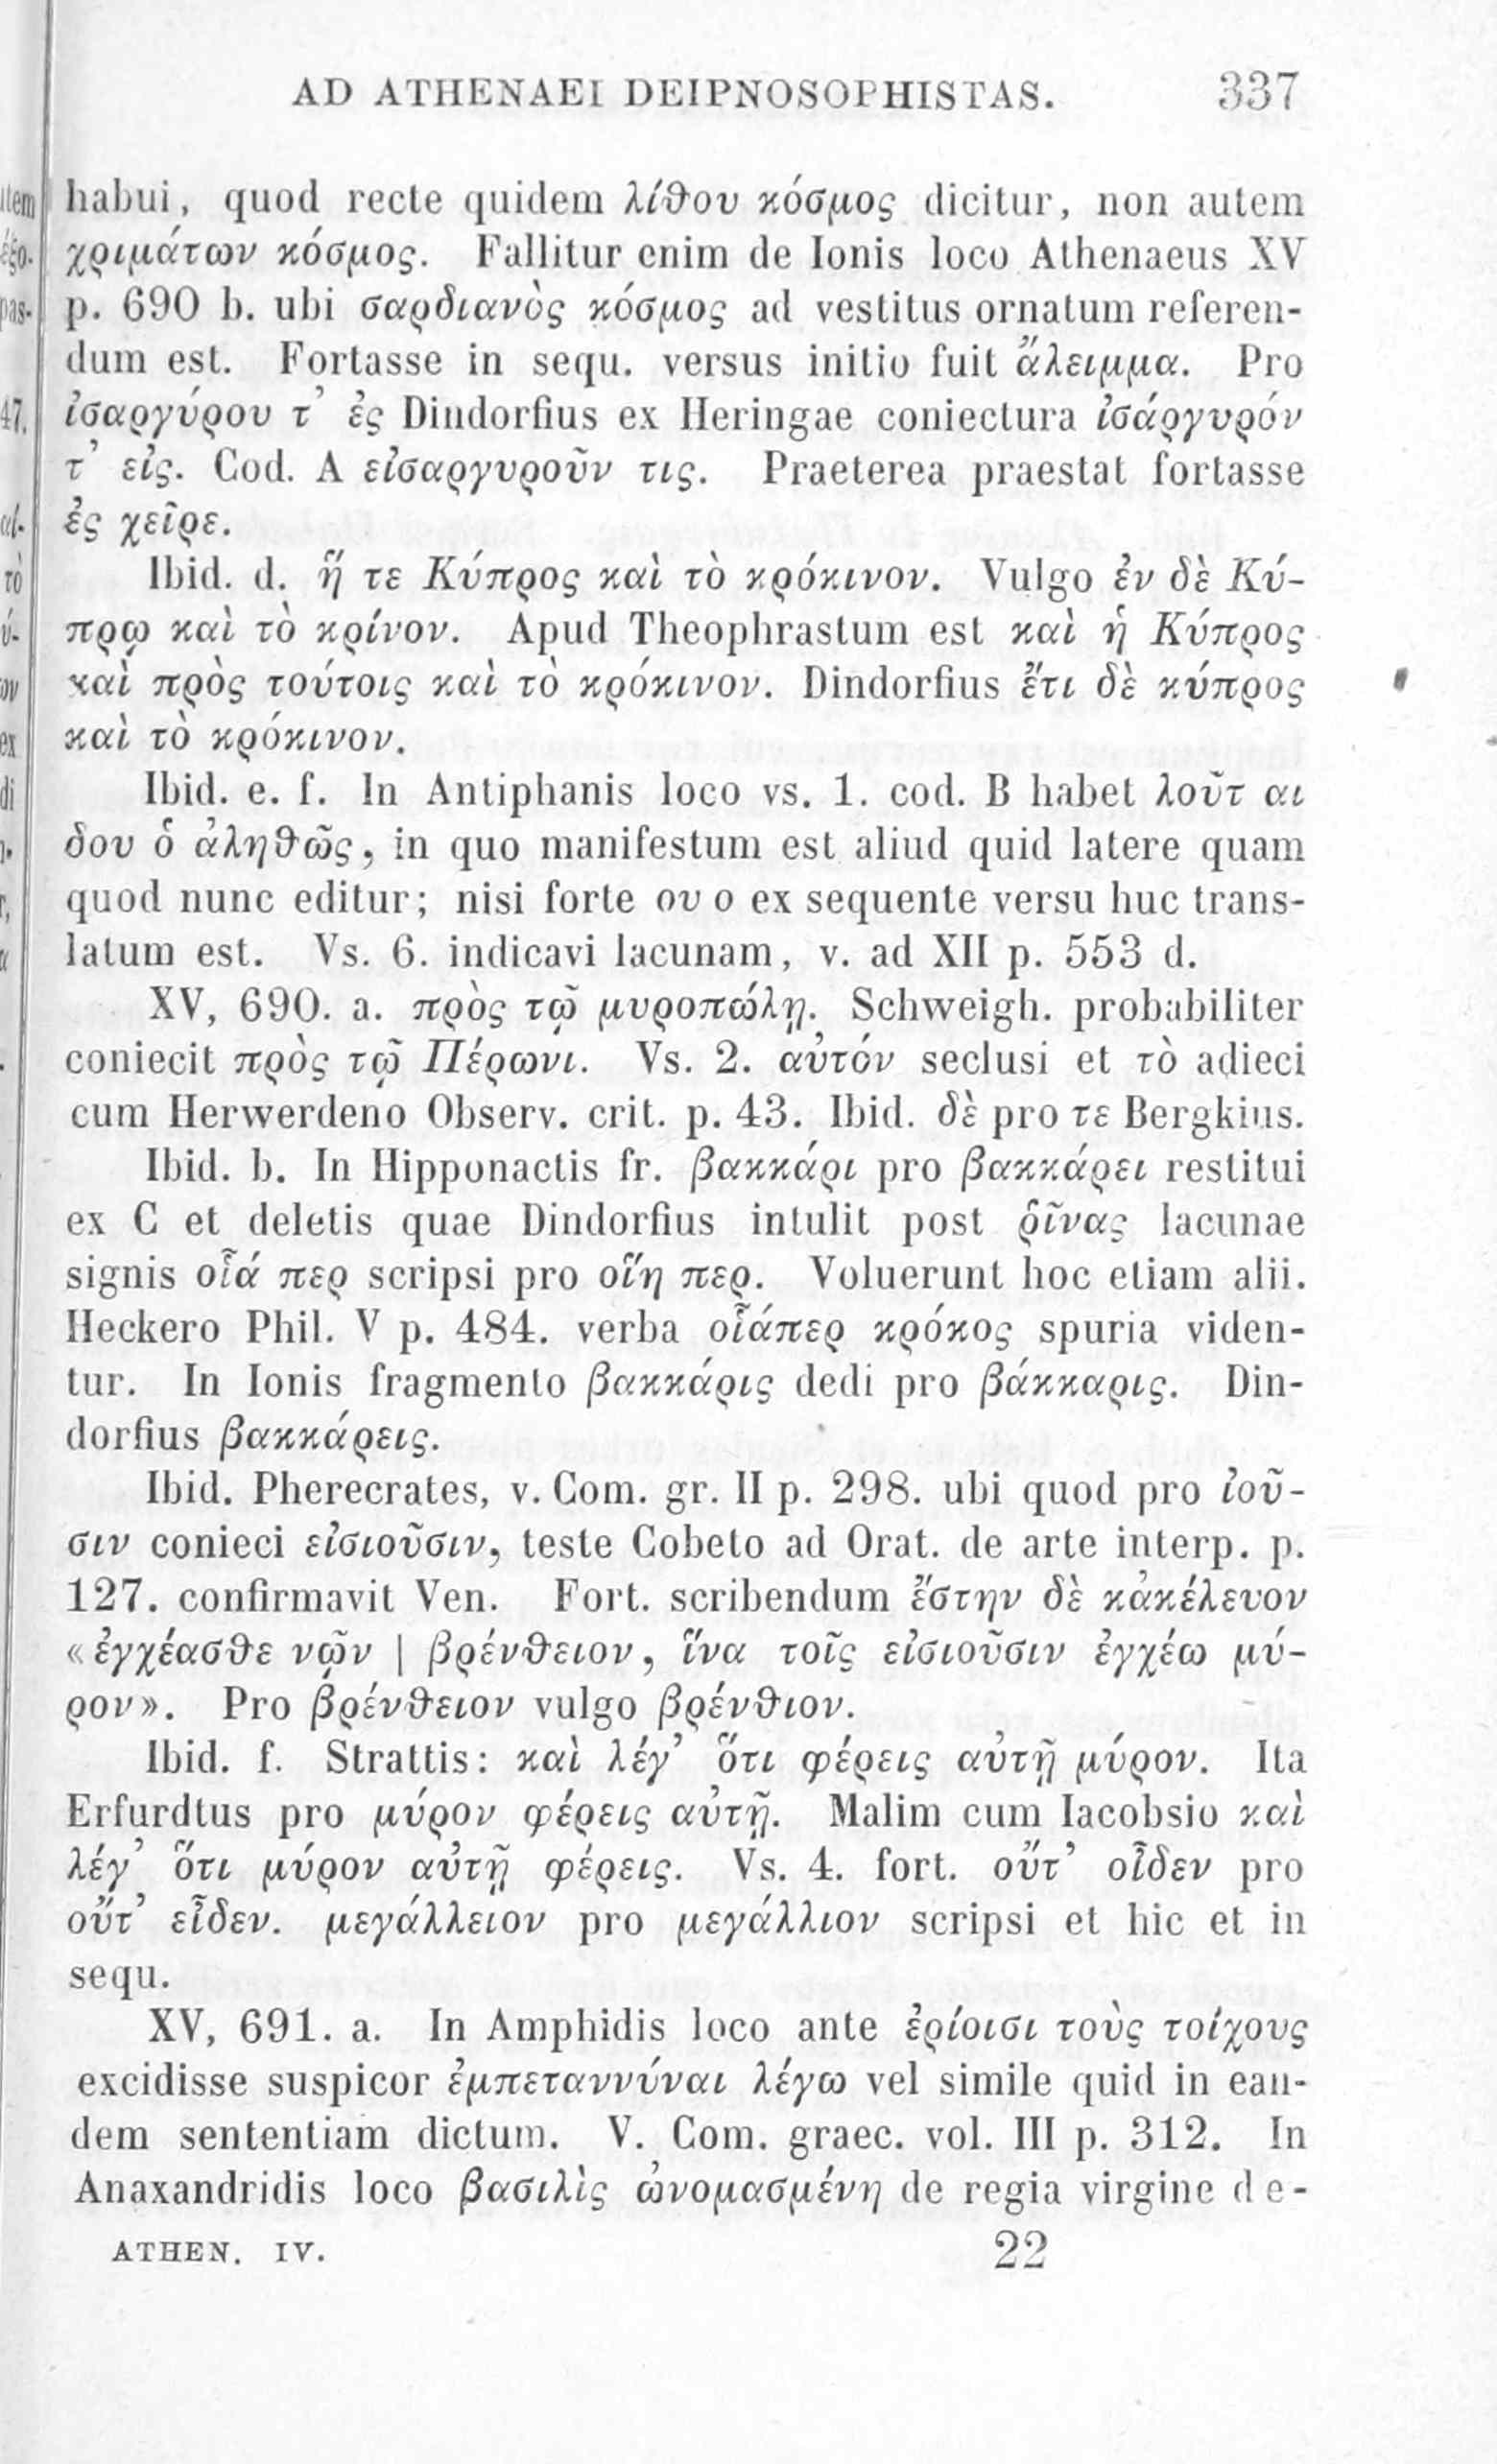 AD ATHENAEI DEIPNOSOPHISTAS. 337
habui, quod recte quidem λίθου κόσμος dicitur, non autem
χριμάτων κόσμος. Fallitur enim de Ionis loco Athenaeus XV
p. 690 b. ubi σαρδιανὸς κόσμος ad vestitus ornatum referen-
dum est. Fortasse in sequ. versus initio fuit ἄλειμμα. Pro
ἰσαργύρου τ’ ἐς Dindorfius ex Heringae coniectura ἰσάργυρόν
τ’ εἰς. Cod. A εἰσαργυροῦν τις. Praeterea praestat fortasse
ἐς χεῖρε.
Ibid. d. ἥ τε Κύπρος καὶ τὸ κρόκινον. Vulgo ἐν δὲ Κύ-
πρῳ καὶ τὸ κρίνον. Apud Theophrastum est καὶ ἡ Κύπρος
καὶ πρὸς τούτοις καὶ τὸ κρόκινον. Dindorfius ἔτι δὲ κύπρος
καὶ τὸ κρόκινον.
Ibid. e. f. In Antiphanis loco vs. 1. cod. B habet λοῦτ αι
δου ὁ ἀληθῶς, in quo manifestum est aliud quid latere quam
quod nunc editur; nisi forte ου ο ex sequente versu huc trans-
latum est. Vs. 6. indicavi lacunam, v. ad XII p. 553 d.
XV, 690. a. πρὸς τῷ μυροπώλῃ. Schweigh. probabiliter
coniecit πρὸς τῷ Πέρωνι. Vs. 2. αὐτόν seclusi et τὸ adieci
cum Herwerdeno Observ. crit. p. 43. Ibid. δὲ pro τε Bergkius.
Ibid. b. In Hipponactis fr. βακκάρι pro βακκάρει restitui
ex C et deletis quae Dindorfius intulit post ῥῖνας lacunae
signis οἷά περ scripsi pro οἵη περ. Voluerunt hoc etiam alii.
Heckero Phil. V p. 484. verba οἷάπερ κρόκος spuria viden-
tur. In Ionis fragmento βακκάρις dedi pro βάκκαρις. Din-
dorfius βακκάρεις.
Ibid. Pherecrates, v. Com. gr. II p. 298. ubi quod pro ἰοῦ-
σιν conieci εἰσιοῦσιν, teste Cobeto ad Orat. de arte interp. p.
127. confirmavit Ven. Fort. scribendum ἔστην δὲ κἀκέλευον
«ἐγχέασθε νῷν | βρένθειον, ἵνα τοῖς εἰσιοῦσιν ἐγχέω μύ-
ρον». Pro βρένθειον vulgo βρένθιον.
Ibid. f. Strattis: καὶ λέγ’ ὅτι φέρεις αὐτῇ μύρον. Ita
Erfurdtus pro μύρον φέρεις αὐτῇ. Malim cum Iacobsio καὶ
λέγ’ ὅτι μύρον αὐτῇ φέρεις. Vs. 4. fort. οὔτ’ οἶδεν pro
οὔτ’ εἶδεν. μεγάλλειον pro μεγάλλιον scripsi et hic et in
sequ.
XV, 691. a. In Amphidis loco ante ἐρίοισι τοὺς τοίχους
excidisse suspicor ἐμπεταννύναι λέγω vel simile quid in ean-
dem sententiam dictum. V. Com. graec. vol. III p. 312. In
Anaxandridis loco βασιλὶς ὠνομασμένη de regia virgine de-
ATHEN. IV. 22